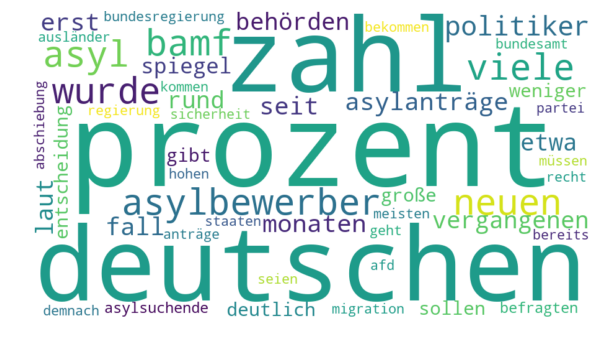 erst
bundesregierung
behörden
bekommen
politiker
ausländer
asyl
bamf
zahl
bundesamt
spiegel
viele
kommen
wurde
rund
seit
asylanträge
weniger
regierung
sicherheit
partei
abschiebung
entscheidung
prozent
etwa
gibt
müssen
hohen
recht
laut
asylbewerber
große
neuen
fall
staaten
monaten
meisten
vergangenen
anträge
geht
bereits
deutschen
afd
seien
demnach
asylsuchende
deutlich
migration
sollen
befragten